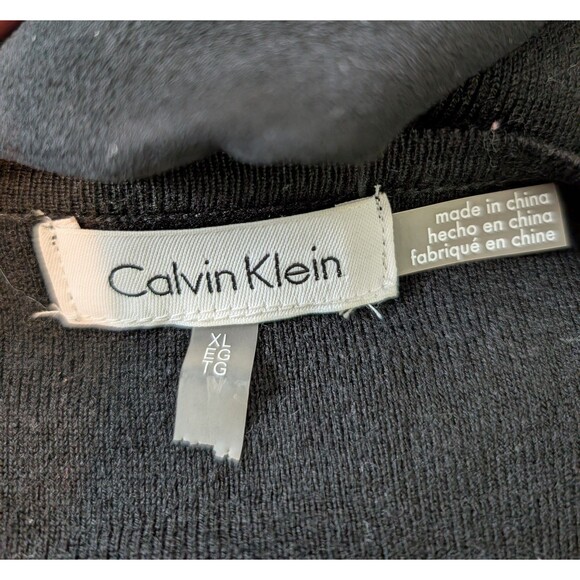 Calvin Klein
made in china
hecho en china
fabriqué en chine
XL
EG
TG